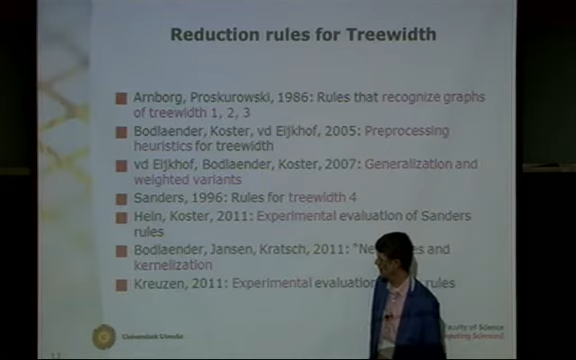 Reduction rules for Treewidth
Arnborg, Proskurowski, 1986: Rules that recognize graphs
of treewidth 1, 2, 3
Bodlaender, Koster, vd Eijkhof, 2005: Preprocessing
heuristics for treewidth
vd Eijkhof, Bodlaender, Koster, 2007: Generalization and
weighted variants
Sanders, 1996: Rules for treewidth 4
Hein, Koster, 2011: Experimental evaluation of Sanders
rules
Bodlaender, Jansen, Kratsch, 2011: "Ne es and
kernelization
Kreuzen, 2011: Experimental evaluation rules
Universiteit Utrecht
aculty of Science